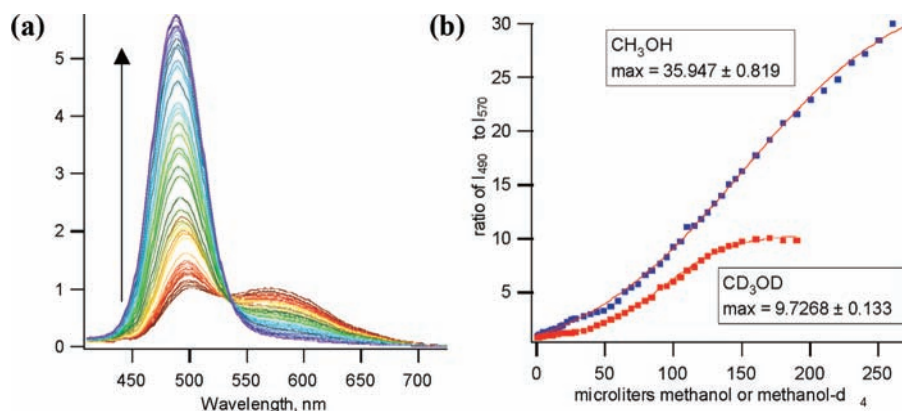 (a)
5
4
3
2
1
0
450 500 550 600 650 700
Wavelength, nm
(b)
30
25
20
15
10
5
ratio of I490 to I570
CH3OH
max = 35.947 ± 0.819
CD3OD
max = 9.7268 ± 0.133
0 50 100 150 200 250
microliters methanol or methanol-d 4